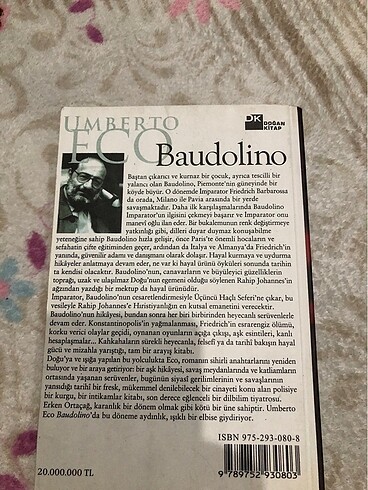 UMBERTO
ECO
Baudolino
DK
DOĞAN
KİTAP
Baştan çıkarıcı ve kurnaz bir çocuk, ayrıca tescilli bir
yalancı olan Baudolino, Piemonte'nin güneyinde bir
köyde büyür. O dönemde İmparator Friedrich Barbarossa
da orada, Milano ile Pavia arasında bir yerde
savaşmaktadır. Daha ilk karşılaşmalarında Baudolino
İmparator'un ilgisini çekmeyi başarır ve İmparator onu
manevi oğlu ilan eder. Bir bukalemunun renk değiştirmeye
yatkınlığı gibi, dilleri duyar duymaz konuşabilme
yeteneğine sahip Baudolino hızla gelişir, önce Paris'te önemli hocaların ve
sefahatin çifte eğitiminden geçer, ardından da İtalya ve Almanya'da Friedrich'in
yanında, güvenilir adamı ve danışmanı olarak dolaşır. Hayal kurmaya ve uydurma
hikâyeler anlatmaya devam eder, ne var ki hayal ürünü öyküleri sonunda tarihin
ta kendisi olacaktır. Baudolino'nun, canavarların ve büyüleyici güzelliklerin
toprağı, uzak ve ulaşılmaz Doğu'nun egemeni olduğu söylenen Rahip Johannes'in
ağzından yazdığı bir mektup da hayal ürünüdür.
İmparator, Baudolino'nun cesaretlendirmesiyle Üçüncü Haçlı Seferi'ne çıkar, bu
vesileyle Rahip Johannes'e Hıristiyanlığın en kutsal emanetini verecektir.
Baudolino'nun hikâyesi, bundan sonra her biri birbirinden heyecanlı serüvenlerle
devam eder. Konstantinopolis'in yağmalanması, Friedrich'in esrarengiz ölümü,
korku verici olaylar geçidi, oynanan oyunların açığa çıkışı, aşk esintileri, kanlı
hesaplaşmalar... Kahkahaların sürekli heyecanla, felsefi ya da tarihi bakışın hayal
gücü ve mizahla yarıştığı, tam bir arayış kitabı.
Doğu'ya ve ışığa yapılan bu yolculukta Eco, romanın sihirli anahtarlarını yeniden
buluyor ve bir araya getiriyor: bir aşk hikâyesi, savaş meydanlarında ve katliamların
ortasında yaşanan serüvenler, bugünün siyasi gerilimlerinin ve savaşlarının
yansıdığı tarihî bir fresk, mükemmel denilebilecek bir cinayeti konu alan polisiye
bir kurgu, bir intikamlar kitabı, son derece eğlenceli bir dilbilim tiyatrosu.
Erken Ortaçağ, karanlık bir dönem olmak gibi kötü bir üne sahiptir. Umberto
Eco Baudolino'da bu döneme aydınlık, ışıklı bir elbise giydiriyor.
ISBN 975-293-080-8
9 789752 930803
20.000.000 TL